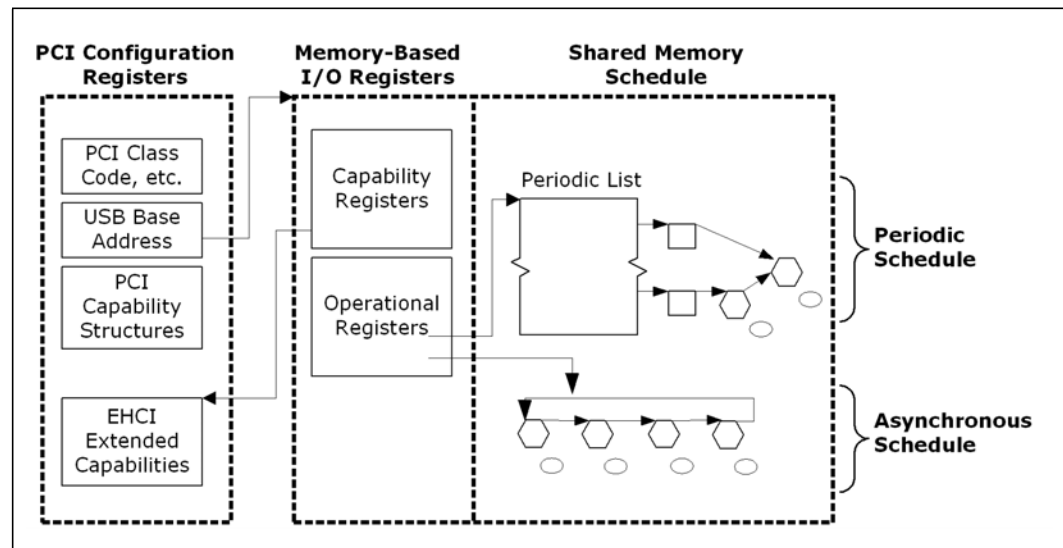 PCI Configuration
Registers
Memory-Based
I/O Registers
Shared Memory
Schedule
PCI Class
Code, etc.
USB Base
Address
PCI
Capability
Structures
EHCI
Extended
Capabilities
Capability
Registers
Operational
Registers
Periodic List
Periodic
Schedule
Asynchronous
Schedule